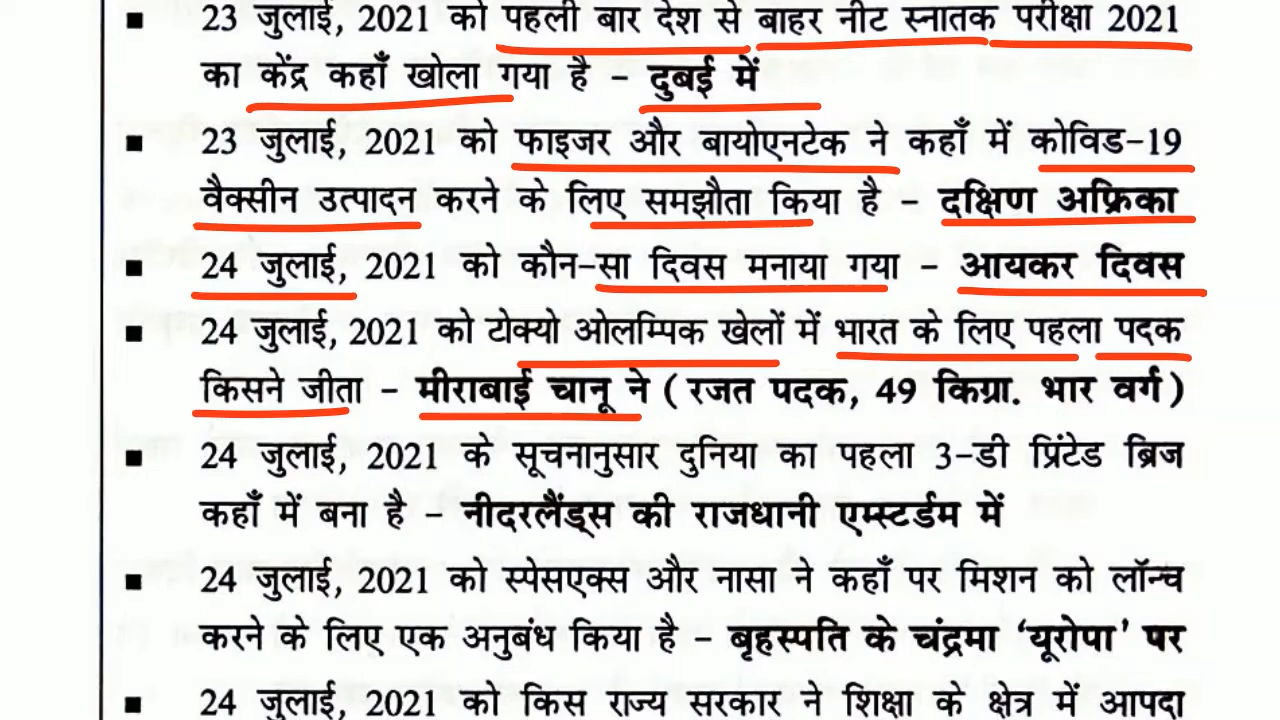 ▪ 23 जुलाई, 2021 को पहली बार देश से बाहर नीट स्नातक परीक्षा 2021
का केंद्र कहाँ खोला गया है – दुबई में
▪ 23 जुलाई, 2021 को फाइजर और बायोएनटेक ने कहाँ में कोविड-19
वैक्सीन उत्पादन करने के लिए समझौता किया है – दक्षिण अफ्रिका
▪ 24 जुलाई, 2021 को कौन-सा दिवस मनाया गया – आयकर दिवस
▪ 24 जुलाई, 2021 को टोक्यो ओलम्पिक खेलों में भारत के लिए पहला पदक
किसने जीता – मीराबाई चानू ने (रजत पदक, 49 किग्रा. भार वर्ग)
▪ 24 जुलाई, 2021 के सूचनानुसार दुनिया का पहला 3-डी प्रिंटेड ब्रिज
कहाँ में बना है – नीदरलैंड्स की राजधानी एम्स्टर्डम में
▪ 24 जुलाई, 2021 को स्पेसएक्स और नासा ने कहाँ पर मिशन को लॉन्च
करने के लिए एक अनुबंध किया है – बृहस्पति के चंद्रमा ‘यूरोपा’ पर
▪ 24 जुलाई, 2021 को किस राज्य सरकार ने शिक्षा के क्षेत्र में आपदा